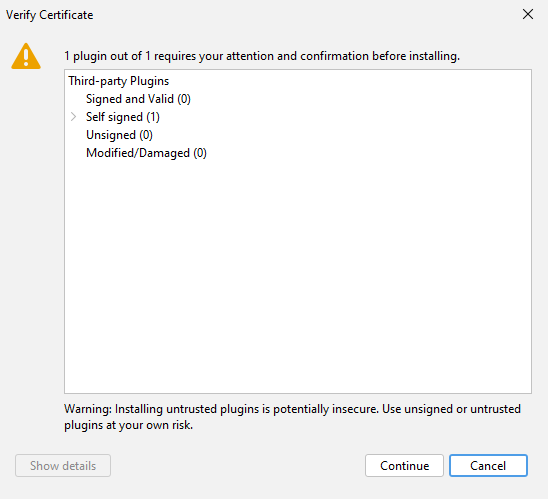 Verify Certificate
1 plugin out of 1 requires your attention and confirmation before installing.
Third-party Plugins
Signed and Valid (0)
Self signed (1)
Unsigned (0)
Modified/Damaged (0)
Warning: Installing untrusted plugins is potentially insecure. Use unsigned or untrusted
plugins at your own risk.
Show details
Continue
Cancel